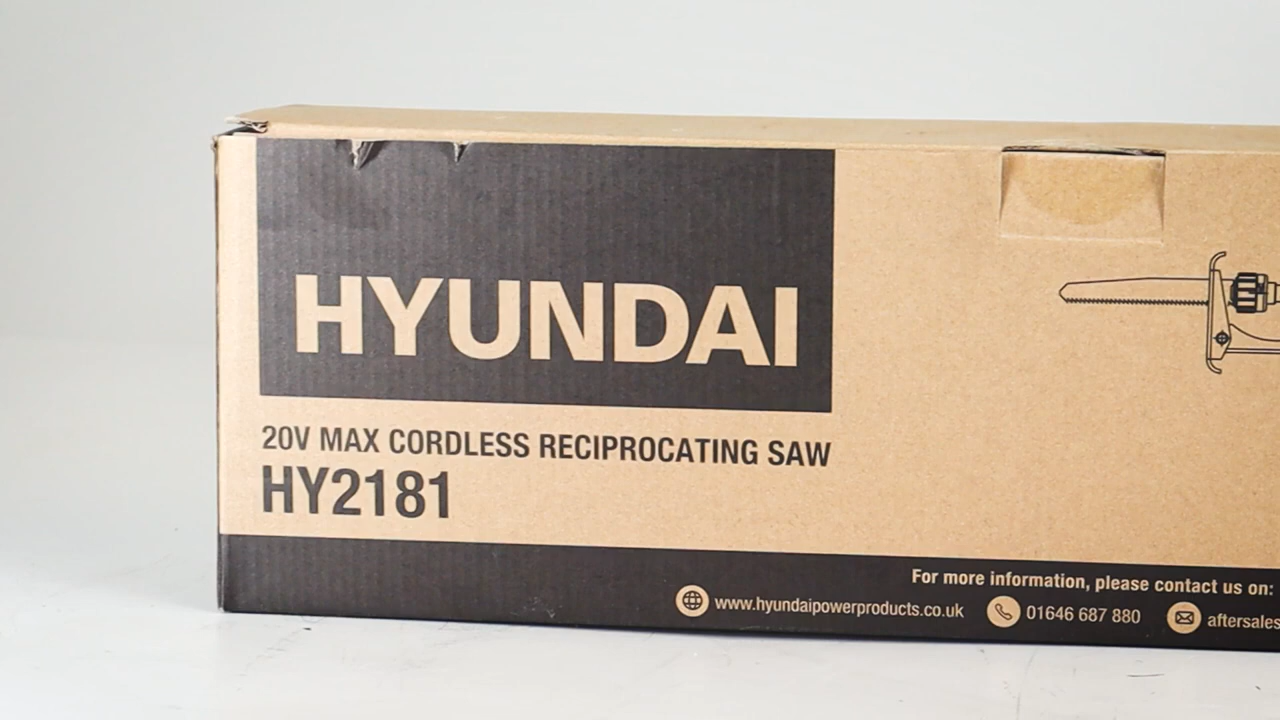 HYUNDAI
20V MAX CORDLESS RECIPROCATING SAW
HY2181
For more information, please contact us on:
www.hyundaipowerproducts.co.uk 01646 687 880 aftersales